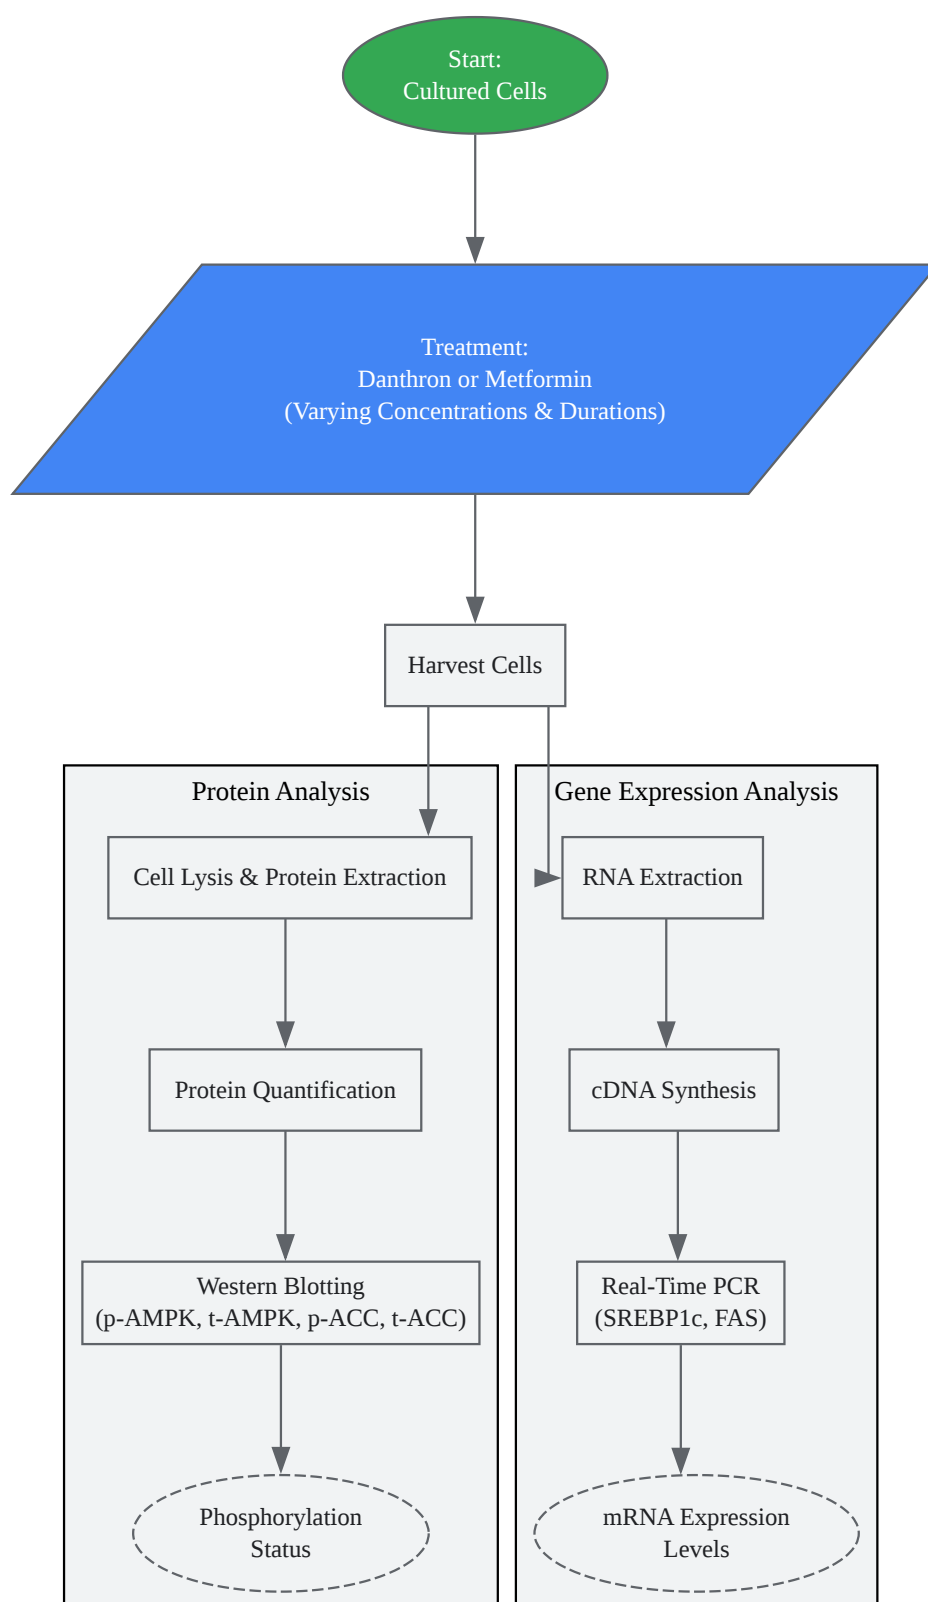 Start:
Cultured Cells
Treatment:
Danthron or Metformin
(Varying Concentrations & Durations)
Harvest Cells
Protein Analysis
Cell Lysis & Protein Extraction
Protein Quantification
Western Blotting
(p-AMPK, t-AMPK, p-ACC, t-ACC)
Phosphorylation
Status
Gene Expression Analysis
RNA Extraction
cDNA Synthesis
Real-Time PCR
(SREBP1c, FAS)
mRNA Expression
Levels